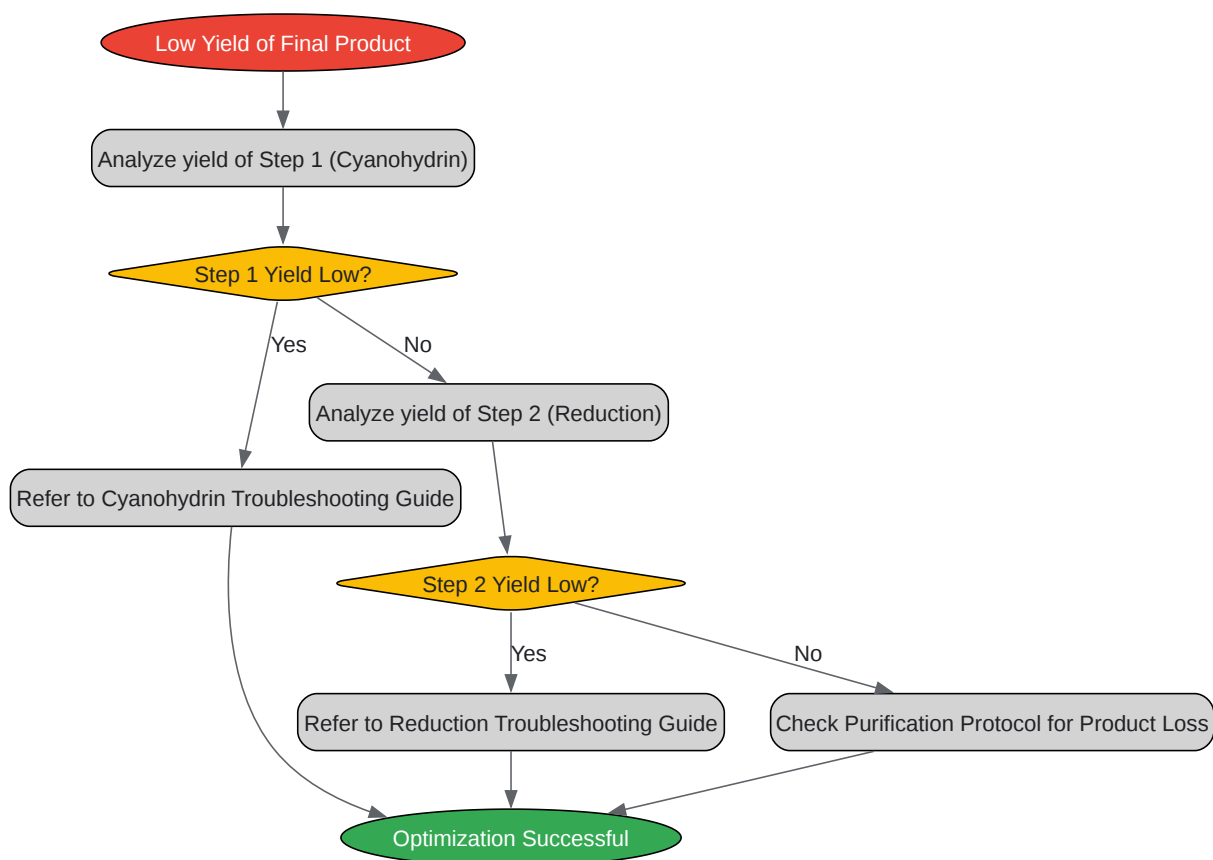 Low Yield of Final Product
Analyze yield of Step 1 (Cyanohydrin)
Step 1 Yield Low?
Yes
No
Analyze yield of Step 2 (Reduction)
Refer to Cyanohydrin Troubleshooting Guide
Step 2 Yield Low?
Yes
No
Refer to Reduction Troubleshooting Guide
Check Purification Protocol for Product Loss
Optimization Successful